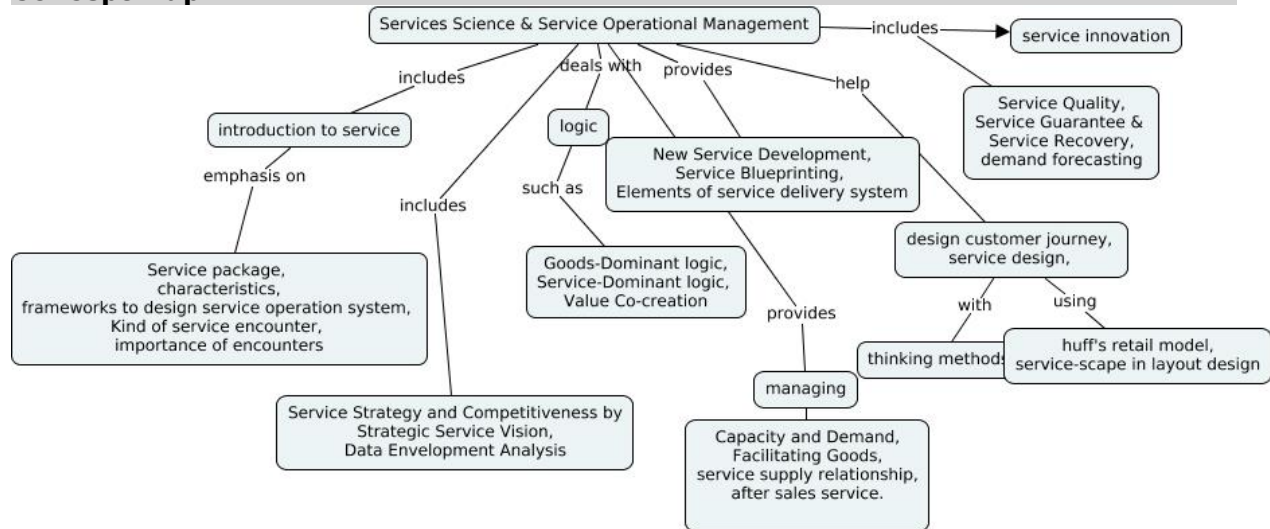 Services Science & Service Operational Management
includes
service innovation
includes
deals with
provides
help
introduction to service
logic
Service Quality,
Service Guarantee &
Service Recovery,
demand forecasting
New Service Development,
Service Blueprinting,
Elements of service delivery system
emphasis on
such as
includes
design customer journey,
service design,
Service package,
characteristics,
frameworks to design service operation system,
Kind of service encounter,
importance of encounters
Goods-Dominant logic,
Service-Dominant logic,
Value Co-creation
provides
with
using
thinking methods
huff's retail model,
service-scape in layout design
managing
Service Strategy and Competitiveness by
Strategic Service Vision,
Data Envelopment Analysis
Capacity and Demand,
Facilitating Goods,
service supply relationship,
after sales service.